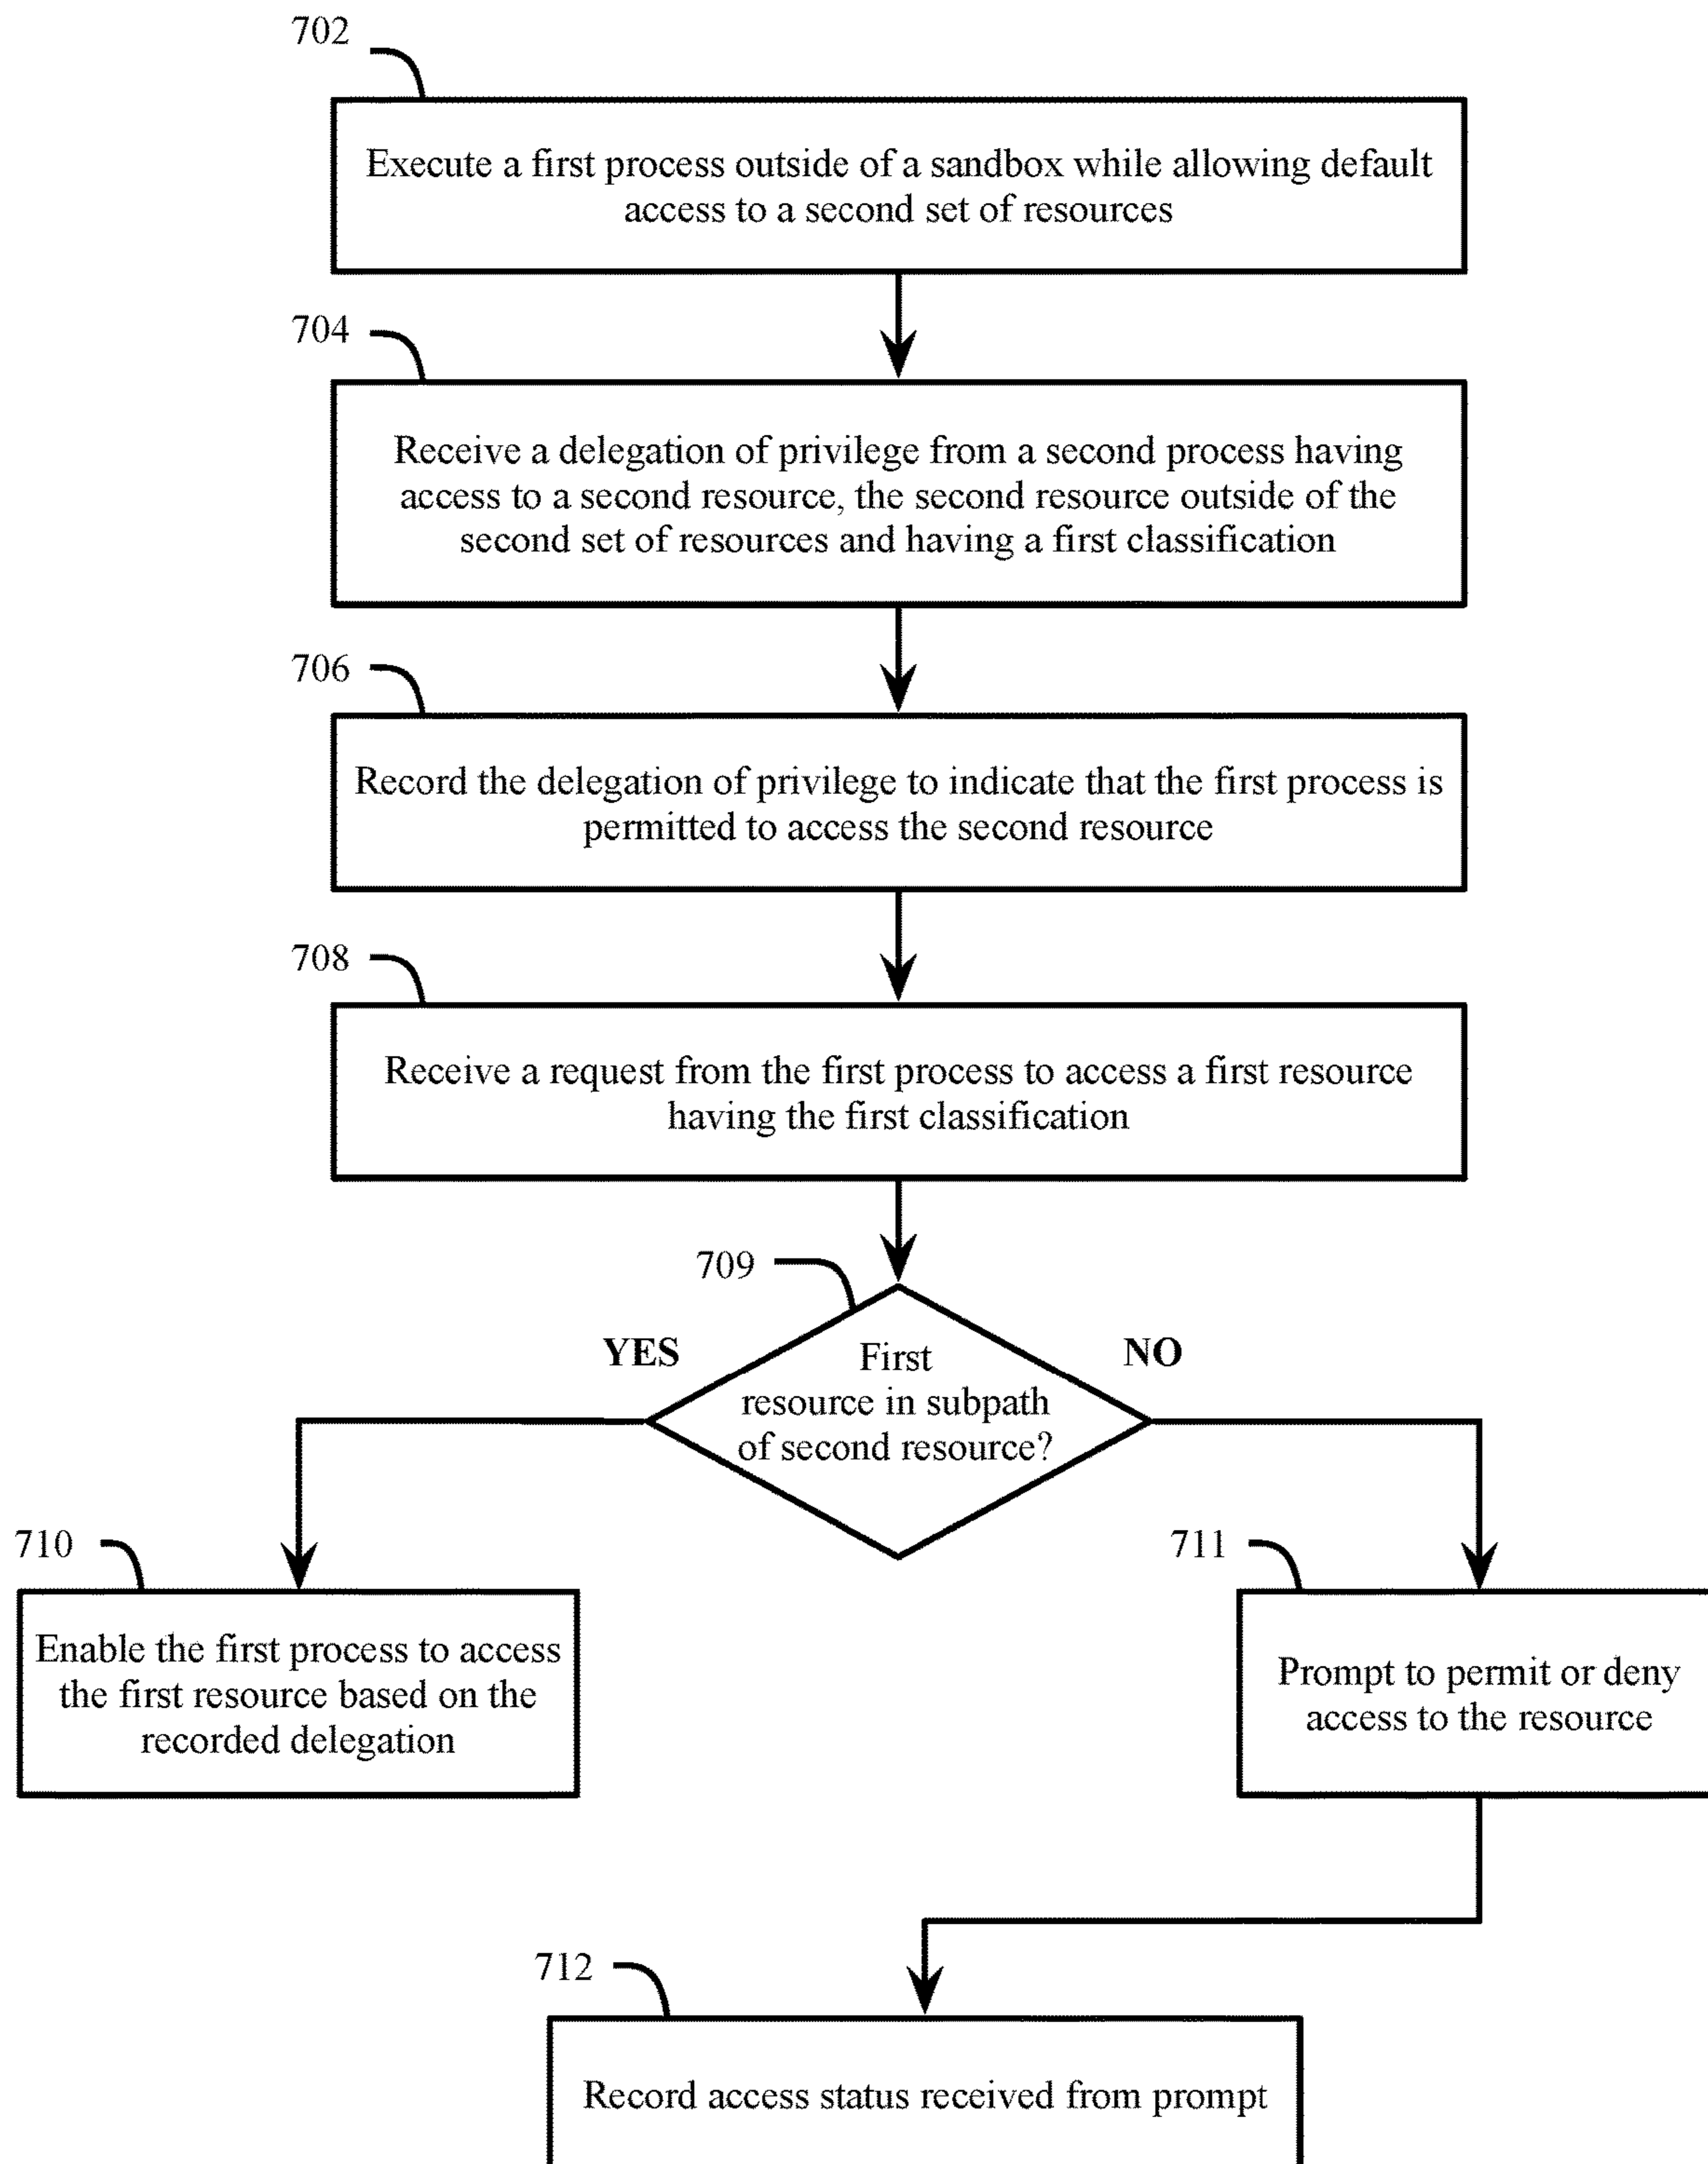 702
Execute a first process outside of a sandbox while allowing default
access to a second set of resources
704
Receive a delegation of privilege from a second process having
access to a second resource, the second resource outside of the
second set of resources and having a first classification
706
Record the delegation of privilege to indicate that the first process is
permitted to access the second resource
708
Receive a request from the first process to access a first resource
having the first classification
709
YES
NO
First
resource in subpath
of second resource?
710
711
Enable the first process to access
the first resource based on the
recorded delegation
Prompt to permit or deny
access to the resource
712
Record access status received from prompt